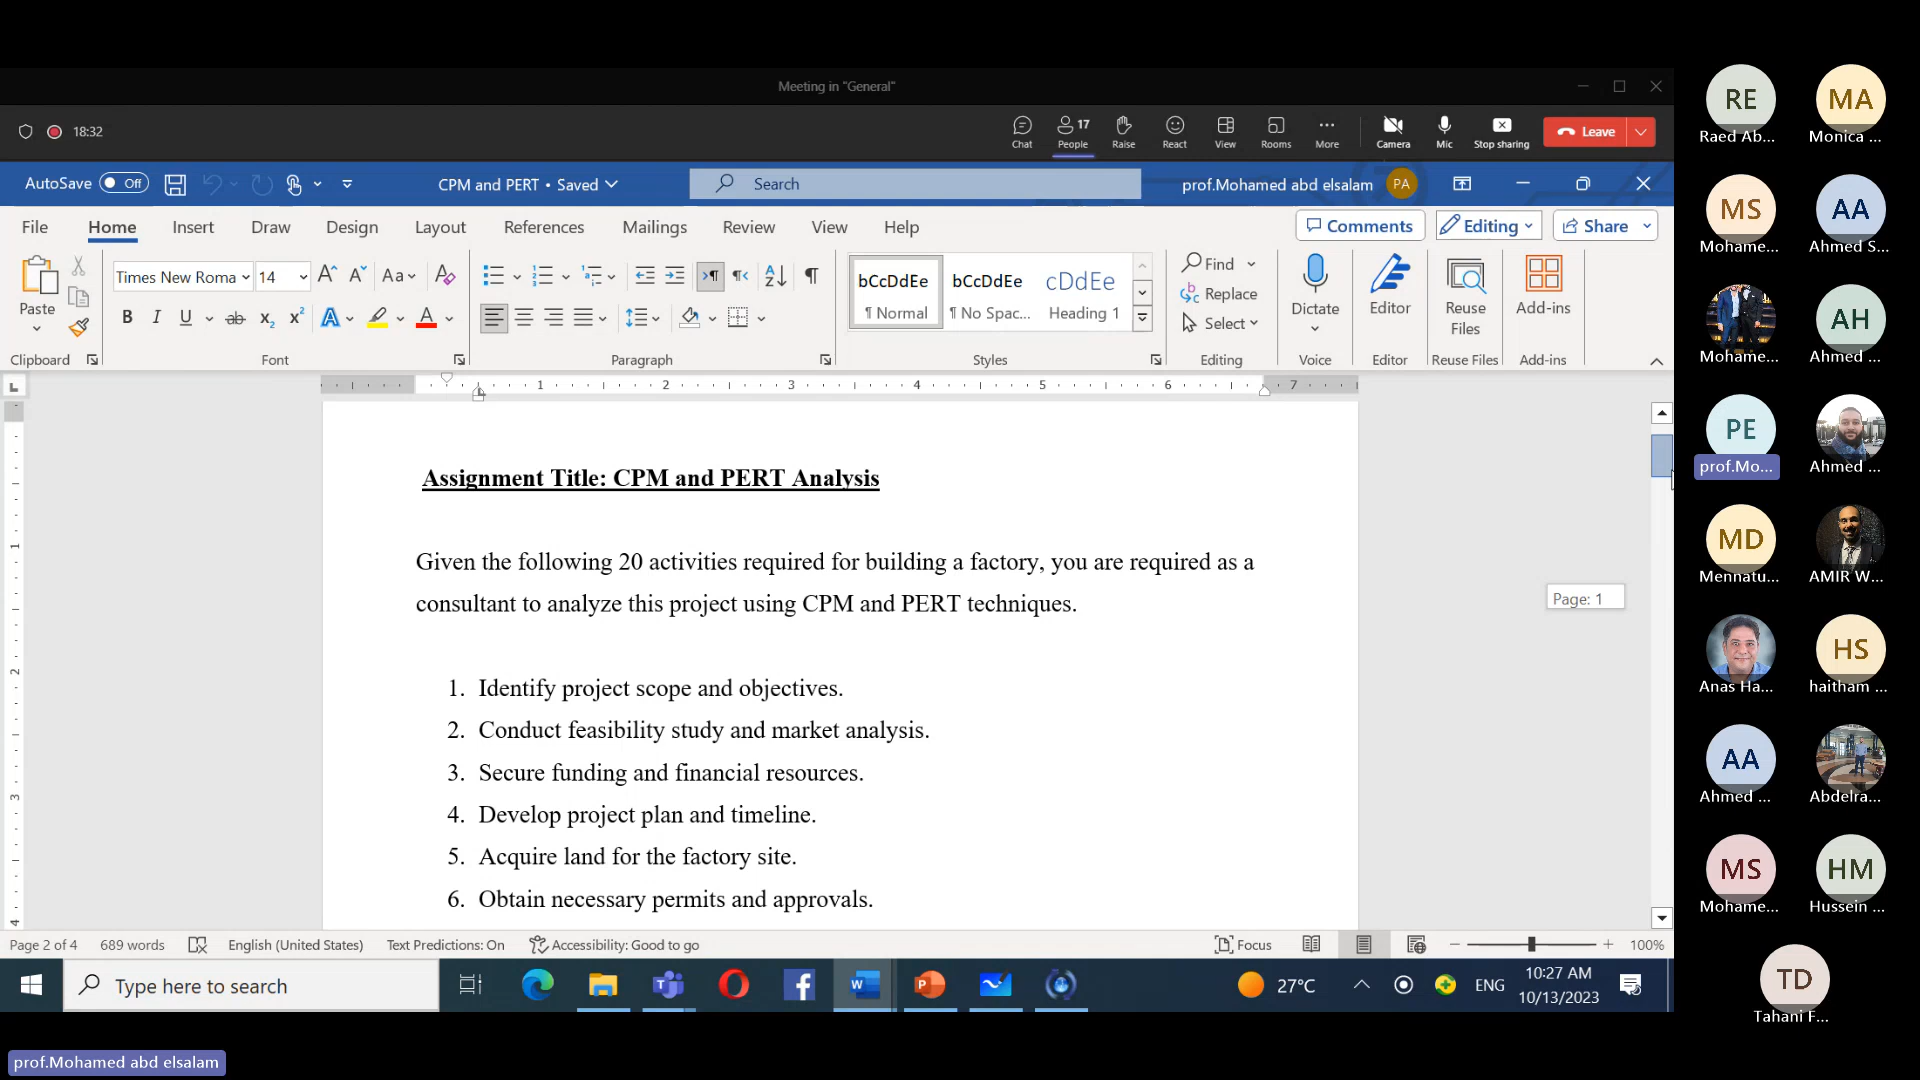 Meeting in "General"
18:32
Chat
17
People
Raise
React
View
Rooms
More
Camera
Mic
Stop sharing
Leave
AutoSave Off
CPM and PERT • Saved
Search
prof.Mohamed abd elsalam
PA
File
Home
Insert
Draw
Design
Layout
References
Mailings
Review
View
Help
Comments
Editing
Share
Paste
Clipboard
Times New Roma
14
Font
Paragraph
bCcDdEe
¶ Normal
bCcDdEe
¶ No Spac...
cDdEe
Heading 1
Styles
Find
Replace
Select
Editing
Dictate
Voice
Editor
Editor
Reuse
Files
Reuse Files
Add-ins
Add-ins
1 2 3 4 5 6 7
Assignment Title: CPM and PERT Analysis
Given the following 20 activities required for building a factory, you are required as a
consultant to analyze this project using CPM and PERT techniques.
1. Identify project scope and objectives.
2. Conduct feasibility study and market analysis.
3. Secure funding and financial resources.
4. Develop project plan and timeline.
5. Acquire land for the factory site.
6. Obtain necessary permits and approvals.
1
2
3
4
Page: 1
Page 2 of 4
689 words
English (United States)
Text Predictions: On
Accessibility: Good to go
Focus
100%
Type here to search
27°C
ENG
10:27 AM
10/13/2023
prof.Mohamed abd elsalam
RE
Raed Ab...
MA
Monica ...
MS
Mohame...
AA
Ahmed S...
Mohame...
AH
Ahmed ...
PE
prof.Mo...
Ahmed ...
MD
Mennatu...
AMIR W...
Anas Ha...
HS
haitham ...
AA
Ahmed ...
Abdelra...
MS
Mohame...
HM
Hussein ...
TD
Tahani F...